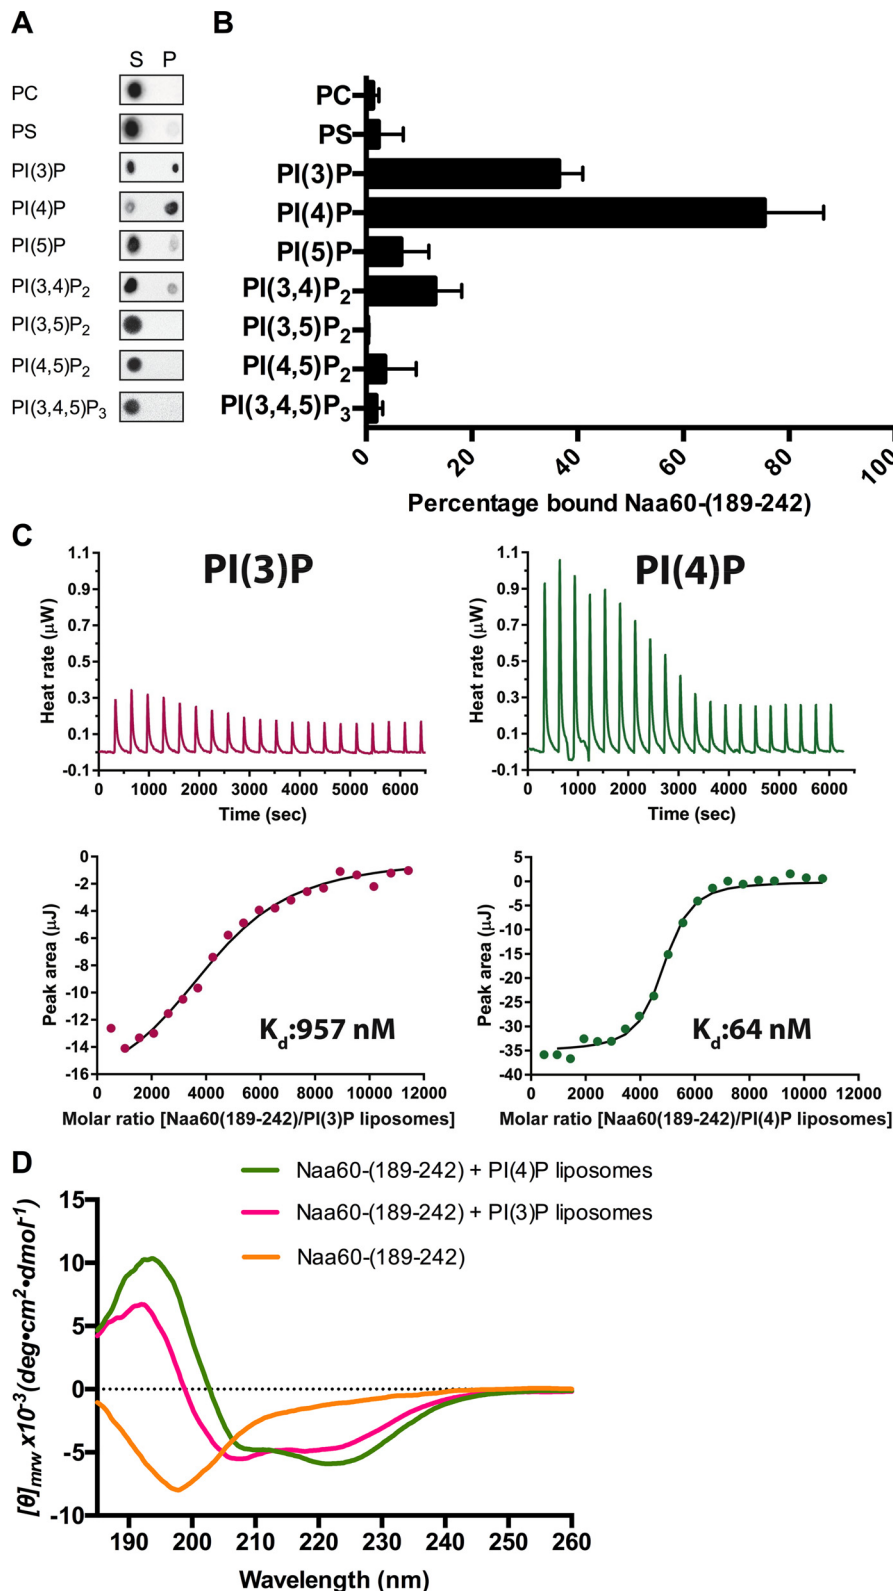 A
S P
PC
PS
PI(3)P
PI(4)P
PI(5)P
PI(3,4)P2
PI(3,5)P2
PI(4,5)P2
PI(3,4,5)P3
B
PC
PS
PI(3)P
PI(4)P
PI(5)P
PI(3,4)P2
PI(3,5)P2
PI(4,5)P2
PI(3,4,5)P3
0 20 40 60 80 100
Percentage bound Naa60-(189-242)
C
PI(3)P
Heat rate (µW)
1.1
0.9
0.7
0.5
0.3
0.1
-0.1
0 1000 2000 3000 4000 5000 6000
Time (sec)
PI(4)P
Heat rate (µW)
1.1
0.9
0.7
0.5
0.3
0.1
-0.1
0 1000 2000 3000 4000 5000 6000
Time (sec)
Peak area (µJ)
0
-2
-4
-6
-8
-10
-12
-14
-16
Kd:957 nM
0 2000 4000 6000 8000 10000 12000
Molar ratio [Naa60(189-242)/PI(3)P liposomes]
Peak area (µJ)
5
0
-5
-10
-15
-20
-25
-30
-35
-40
Kd:64 nM
0 2000 4000 6000 8000 10000 12000
Molar ratio [Naa60(189-242)/PI(4)P liposomes]
D
Naa60-(189-242) + PI(4)P liposomes
Naa60-(189-242) + PI(3)P liposomes
Naa60-(189-242)
[θ]mrw x10-3(deg•cm2•dmol-1)
15
10
5
0
-5
-10
190 200 210 220 230 240 250 260
Wavelength (nm)